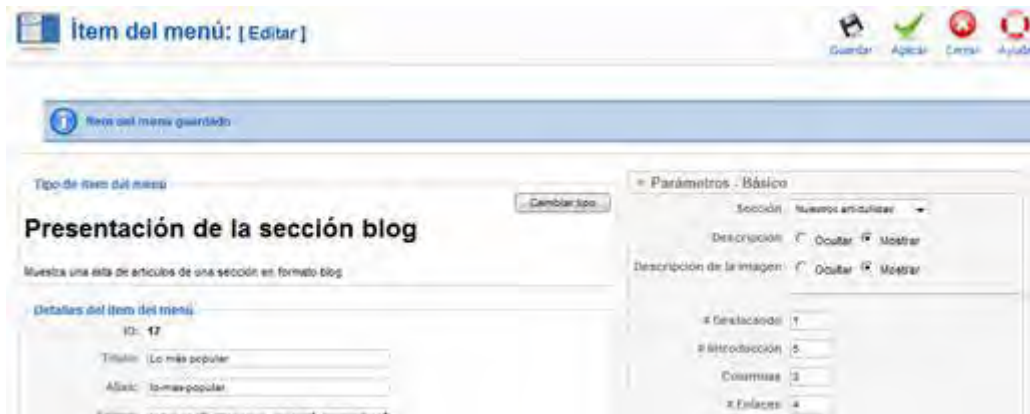 Ítem del menú: [ Editar ]
Guardar Aplicar Cerrar Ayuda
Ítem del menú guardado
Tipo de ítem del menú
Cambiar tipo
Presentación de la sección blog
Muestra una lista de artículos de una sección en formato blog
Detalles del ítem del menú
ID: 17
Título: Lo más popular
Alias: lo-mas-popular
Parámetros - Básico
Sección Nuestros articulistas
Descripción Ocultar Mostrar
Descripción de la imagen Ocultar Mostrar
# Destacando 1
# Introducción 5
Columnas
# Enlaces 4